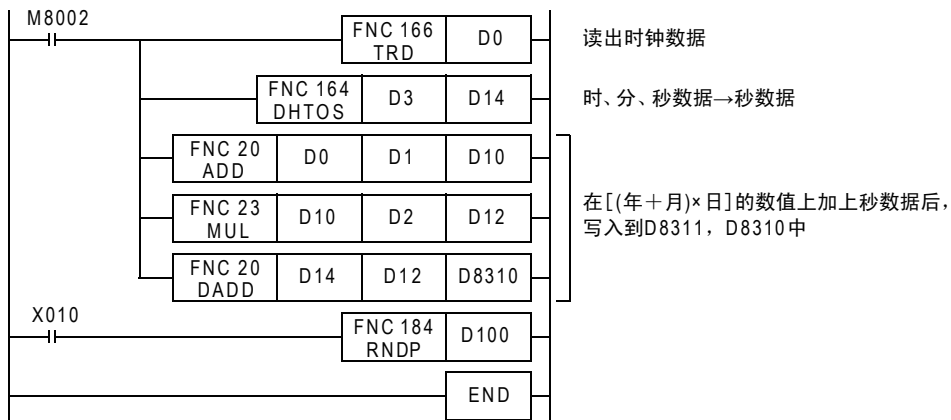 M8002
FNC 166
TRD
D0
读出时钟数据
FNC 164
DHTOS
D3
D14
时、分、秒数据→秒数据
FNC 20
ADD
D0
D1
D10
FNC 23
MUL
D10
D2
D12
在[(年＋月)×日]的数值上加上秒数据后，
写入到D8311，D8310中
FNC 20
DADD
D14
D12
D8310
X010
FNC 184
RNDP
D100
END